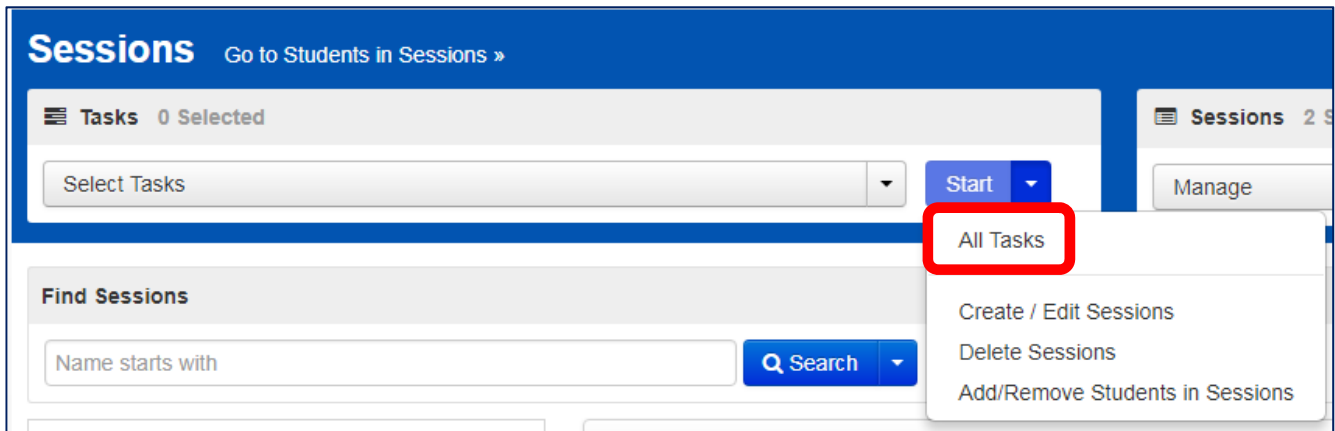 Sessions Go to Students in Sessions »
Tasks 0 Selected
Sessions 2
Select Tasks
Start
Manage
All Tasks
Find Sessions
Create / Edit Sessions
Name starts with
Search
Delete Sessions
Add/Remove Students in Sessions